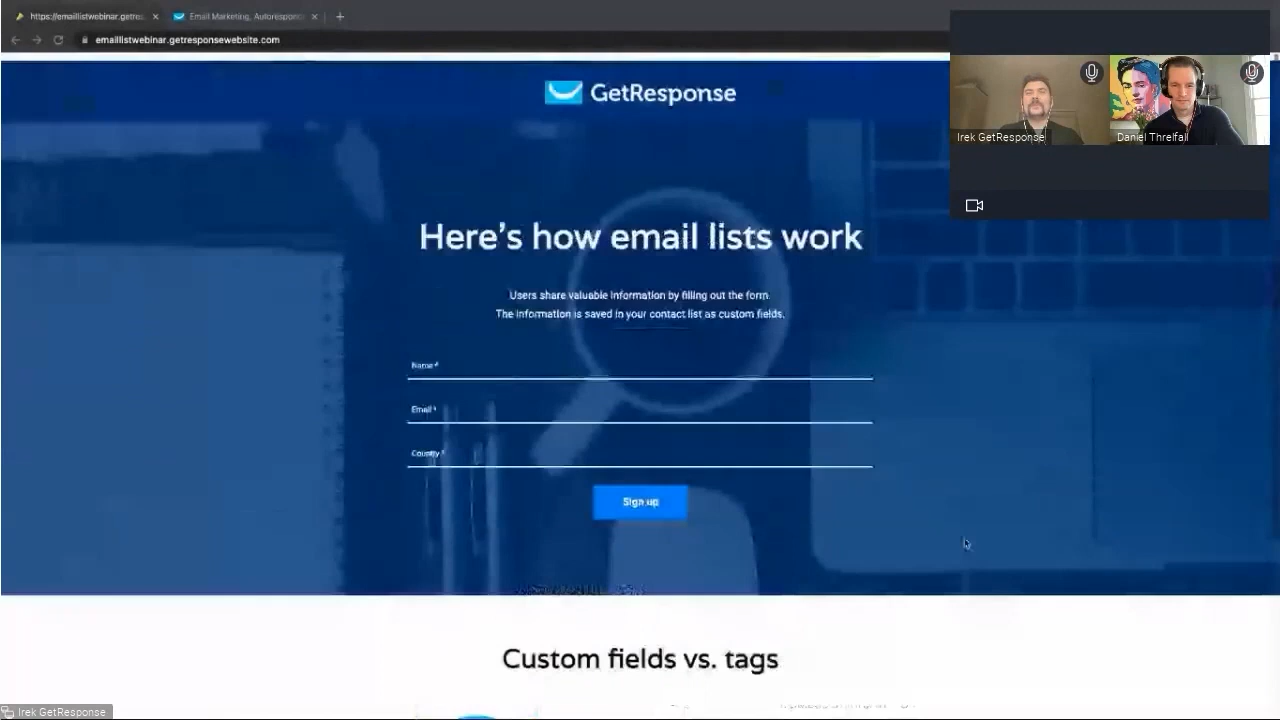 https://emaillistwebinar.getres
Email Marketing, Autorespon
emaillistwebinar.getresponsewebsite.com
GetResponse
Irek GetResponse
Daniel Threlfall
Here's how email lists work
Users share valuable information by filling out the form.
The information is saved in your contact list as custom fields.
Name *
Email *
Country *
Sign up
Custom fields vs. tags
Irek GetResponse